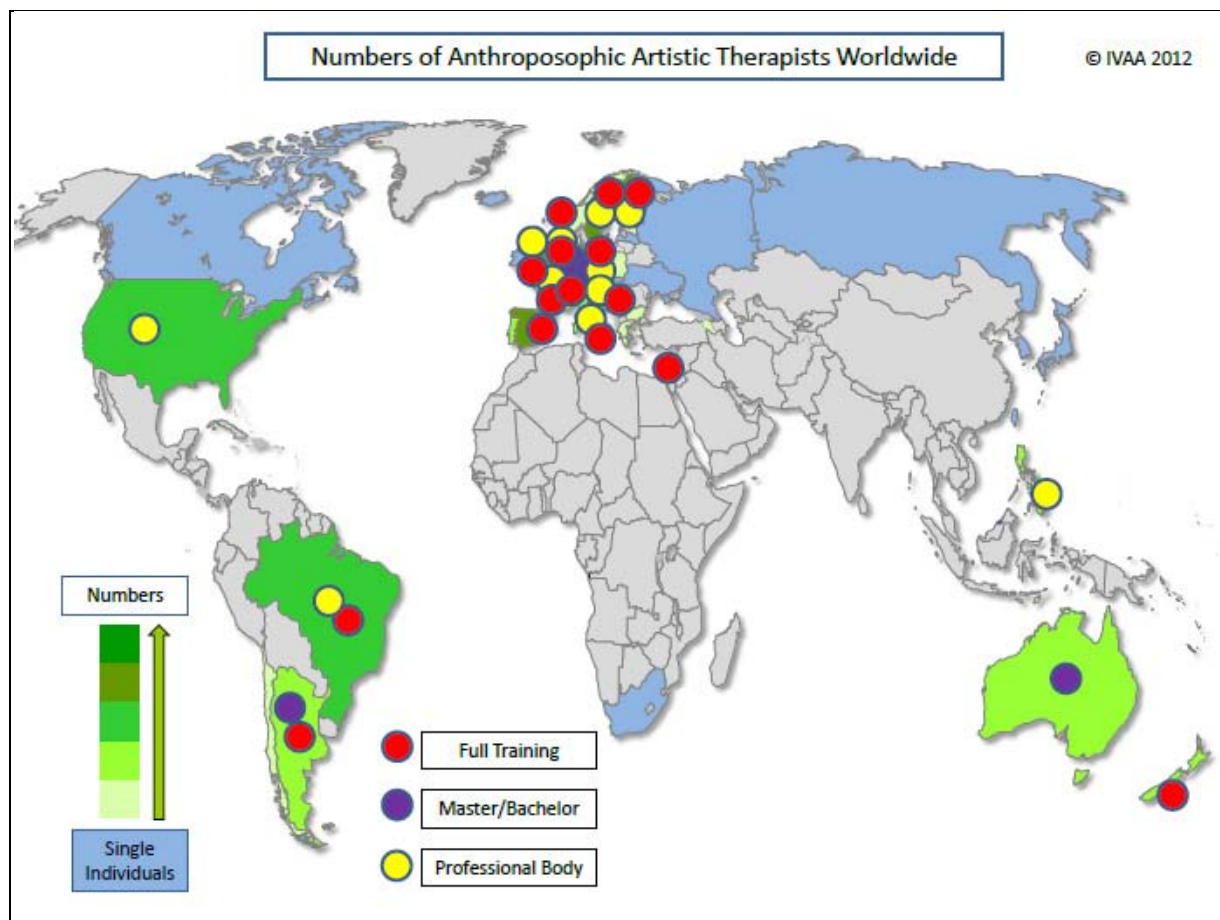 Numbers of Anthroposophic Artistic Therapists Worldwide
© IVAA 2012
Numbers
Single
Individuals
Full Training
Master/Bachelor
Professional Body